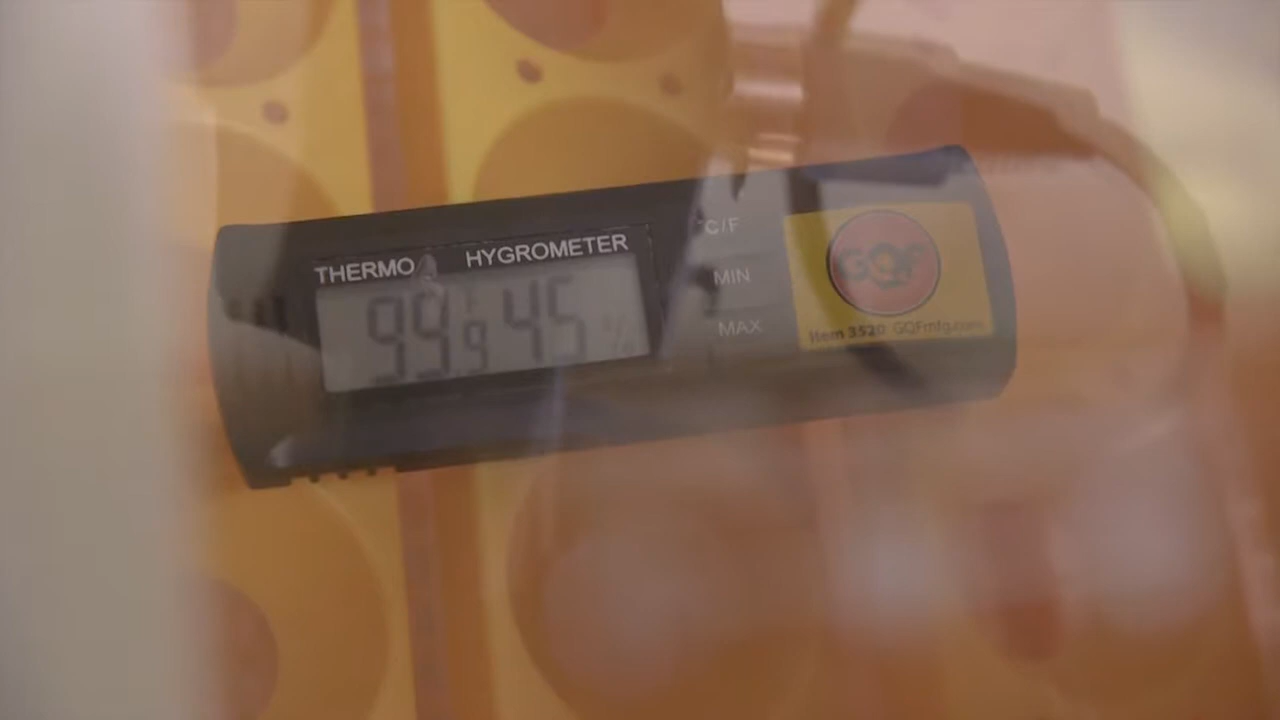 THERMO HYGROMETER
99.9 45 %
°C/F
MIN
MAX
GQF
Item 3520 GQFmfg.com